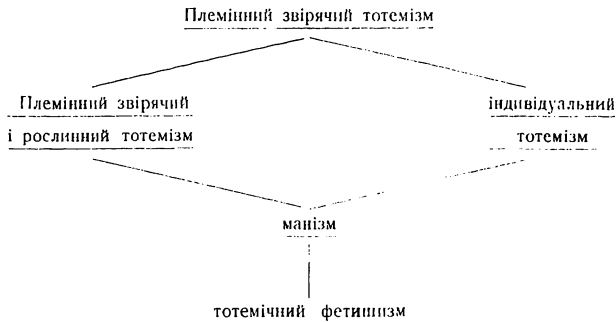 Племінний звірячий тотемізм
Племінний звірячий
і рослинний тотемізм
індивідуальний
тотемізм
манізм
тотемічний фетишизм